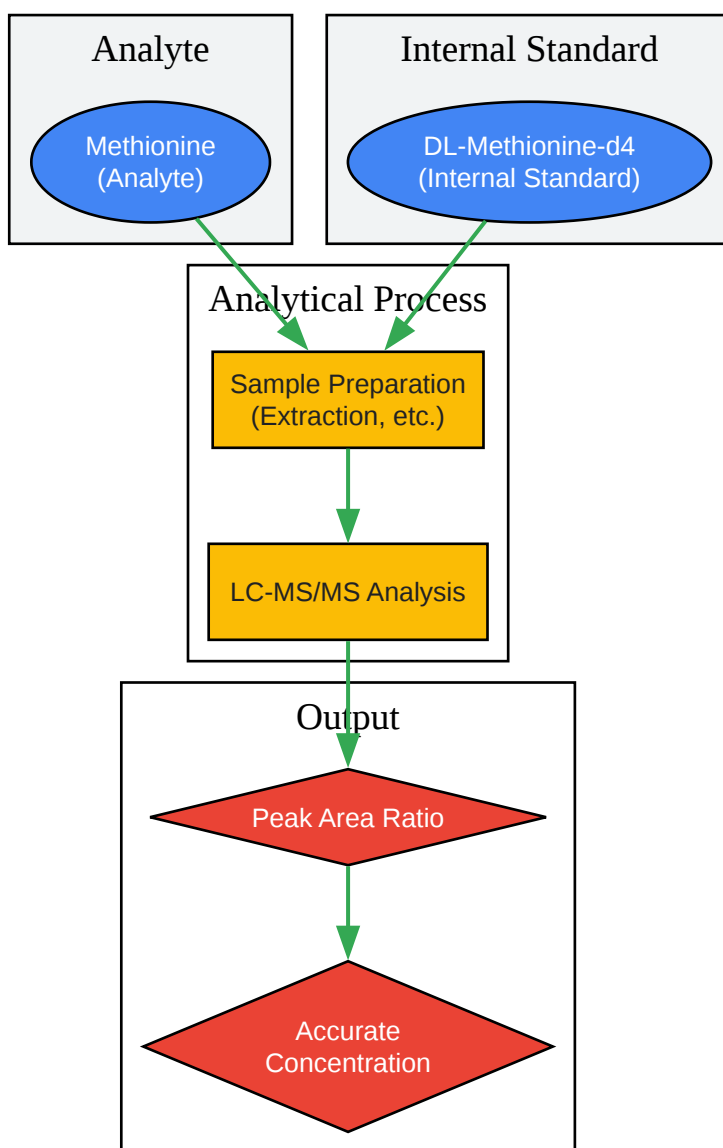 Analyte
Internal Standard
Methionine
(Analyte)
DL-Methionine-d4
(Internal Standard)
Analytical Process
Sample Preparation
(Extraction, etc.)
LC-MS/MS Analysis
Output
Peak Area Ratio
Accurate
Concentration